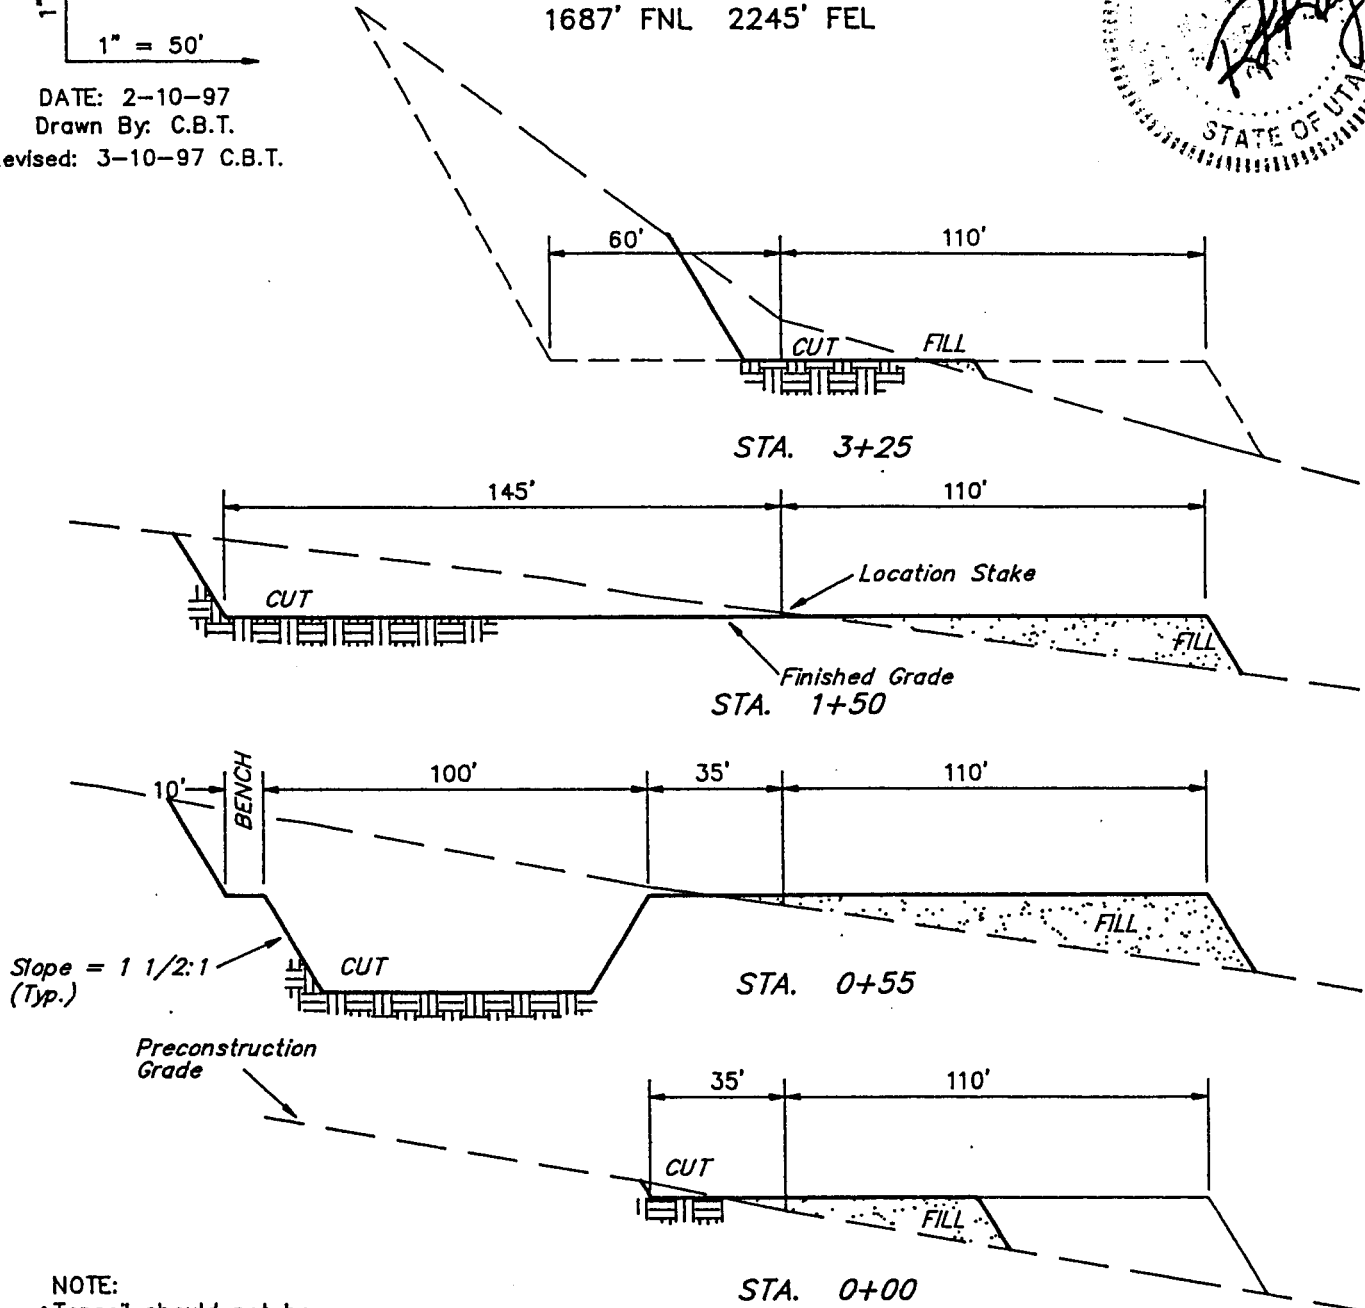 1"
1" = 50'
1687' FNL 2245' FEL
DATE: 2-10-97
Drawn By: C.B.T.
evised: 3-10-97 C.B.T.
STATE OF UTA
60'
110'
CUT
FILL
STA. 3+25
145'
110'
Location Stake
CUT
FILL
Finished Grade
STA. 1+50
10'
BENCH
100'
35'
110'
FILL
Slope = 1 1/2:1
(Typ.)
CUT
STA. 0+55
Preconstruction
Grade
35'
110'
CUT
FILL
NOTE:
STA. 0+00